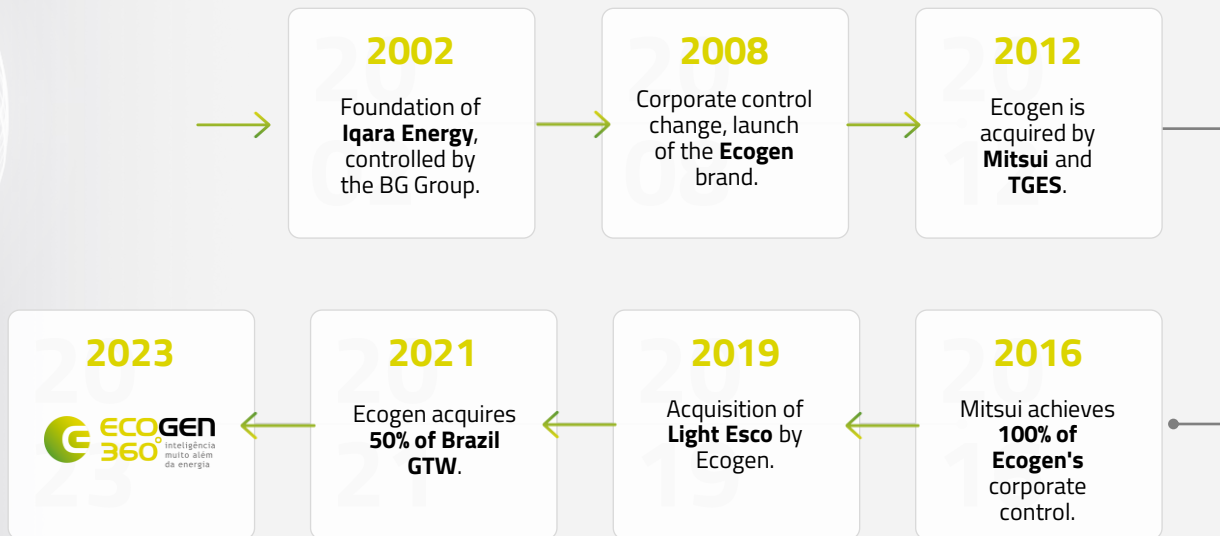 2002
Foundation of
Iqara Energy,
controlled by
the BG Group.
2008
Corporate control
change, launch
of the Ecogen
brand.
2012
Ecogen is
acquired by
Mitsui and
TGES.
2016
Mitsui achieves
100% of
Ecogen's
corporate
control.
2019
Acquisition of
Light Esco by
Ecogen.
2021
Ecogen acquires
50% of Brazil
GTW.
2023
ECOGEN
360°
inteligência
muito além
da energia